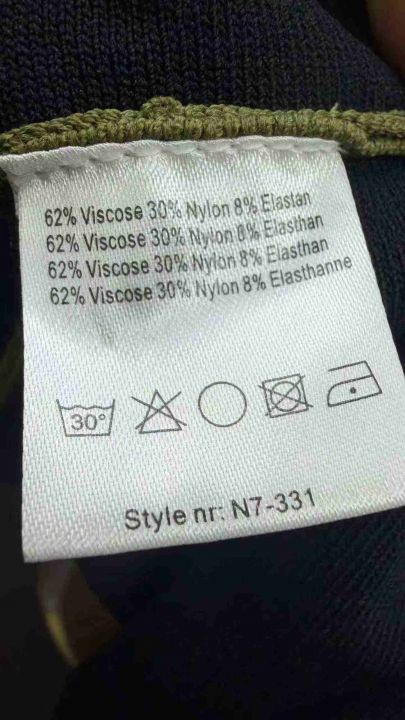 62% Viscose 30% Nylon 8% Elastan
62% Viscose 30% Nylon 8% Elasthan
62% Viscose 30% Nylon 8% Elasthan
62% Viscose 30% Nylon 8% Elasthanne
30°
Style nr: N7-331